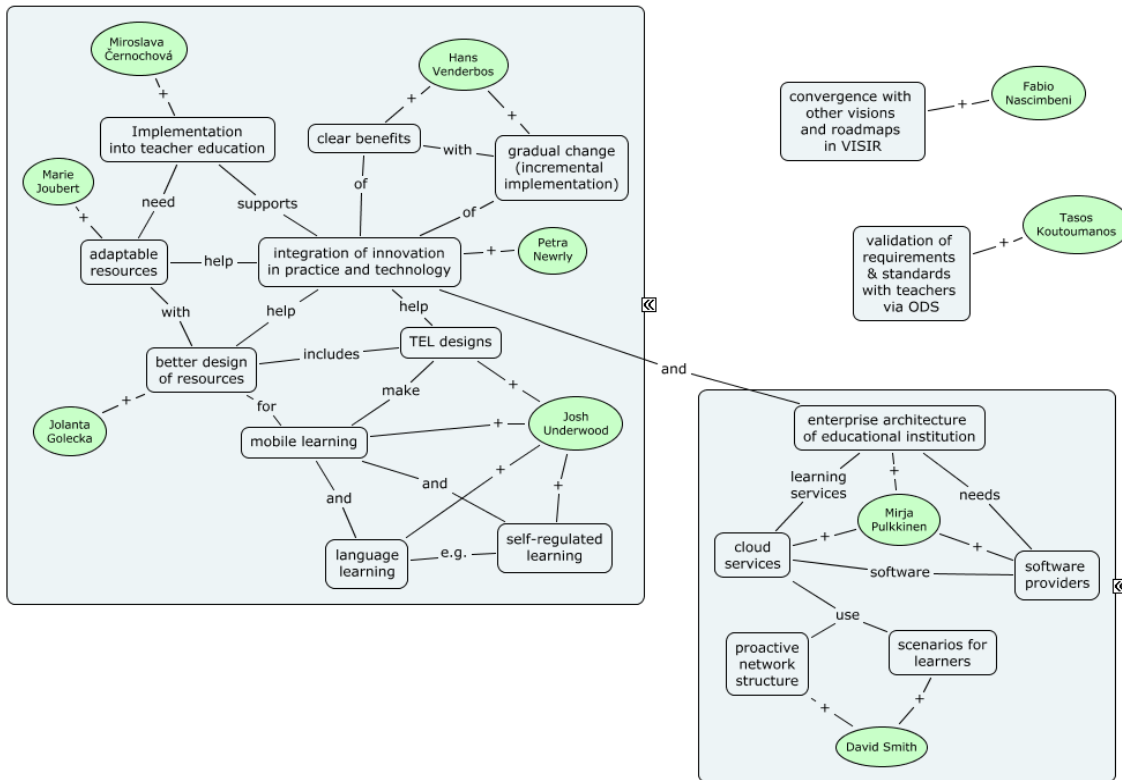 Miroslava
Černochová
+
Implementation
into teacher education
Marie
Joubert
+
need
supports
adaptable
resources
help
integration of innovation
in practice and technology
Hans
Venderbos
+
+
clear benefits
with
gradual change
(incremental
implementation)
of
of
+
Petra
Newrly
with
help
help
better design
of resources
includes
TEL designs
+
Jolanta
Golecka
for
make
+
mobile learning
+
Josh
Underwood
+
+
and
and
language
learning
e.g.
self-regulated
learning
and
convergence with
other visions
and roadmaps
in VISIR
+
Fabio
Nascimbeni
validation of
requirements
& standards
with teachers
via ODS
+
Tasos
Koutoumanos
enterprise architecture
of educational institution
learning
services
+
needs
Mirja
Pulkkinen
+
+
cloud
services
software
software
providers
use
proactive
network
structure
scenarios for
learners
+
+
David Smith